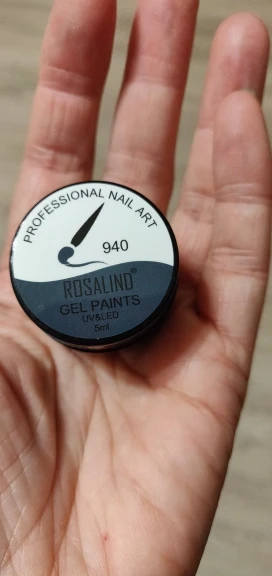 PROFESSIONAL NAIL ART
940
ROSALIND®
GEL PAINTS
UV&LED
5ml